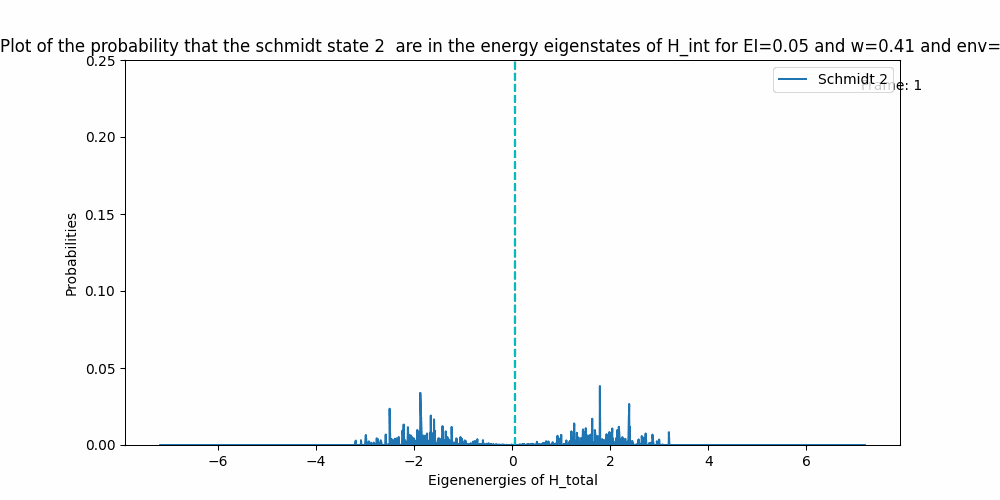 Plot of the probability that the schmidt state 2  are in the energy eigenstates of H_int for EI=0.05 and w=0.41 and env=
0.25
Schmidt 2
Frame: 1
0.20
0.15
Probabilities
0.10
0.05
0.00
−6
−4
−2
0
2
4
6
Eigenenergies of H_total